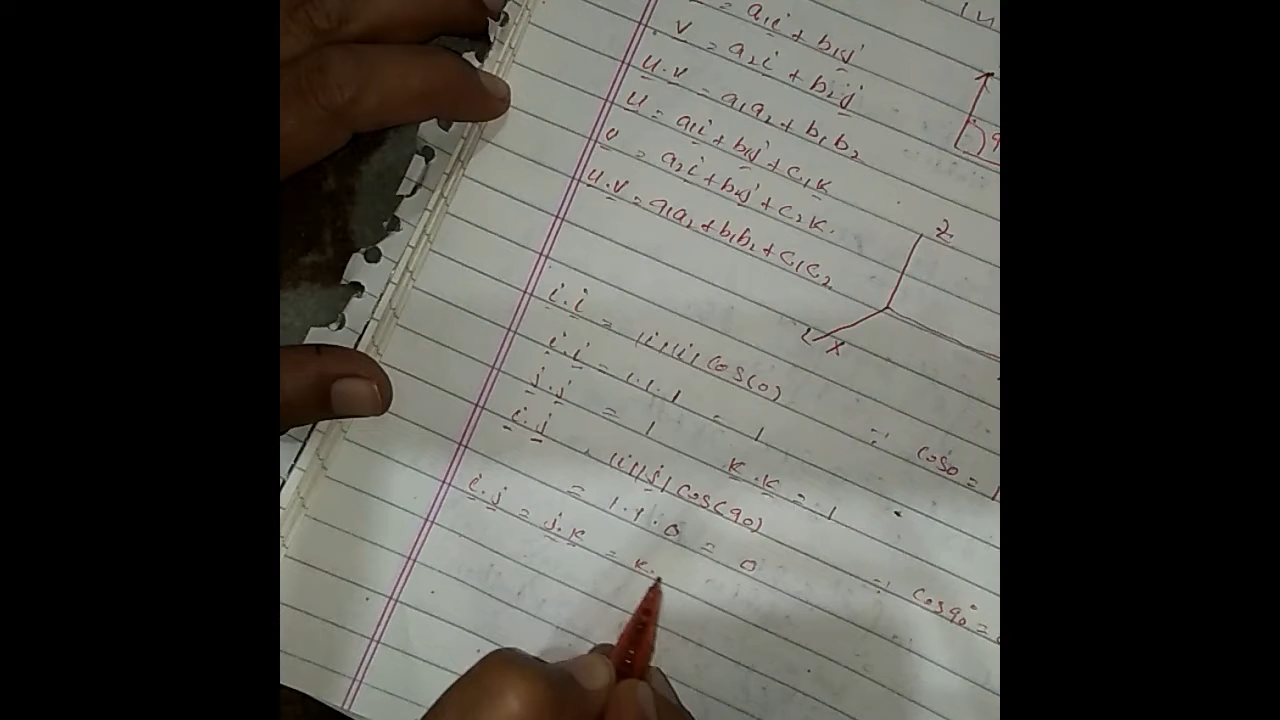 = a₁i + b₁j
v = a₂i + b₂j
u.v = a₁a₂ + b₁b₂
u = a₁i + b₁j + c₁k
v = a₂i + b₂j + c₂k.
u.v = a₁a₂ + b₁b₂ + c₁c₂
z
x
i.i = |i||i| cos(0)
i.i = 1.1.1 = 1 ∵ cos0 = 1
j.j = 1 k.k = 1
i.j = |i||j| cos(90)
= 1.1.0 = 0 ∵ cos90° =
i.j = j.k = k.